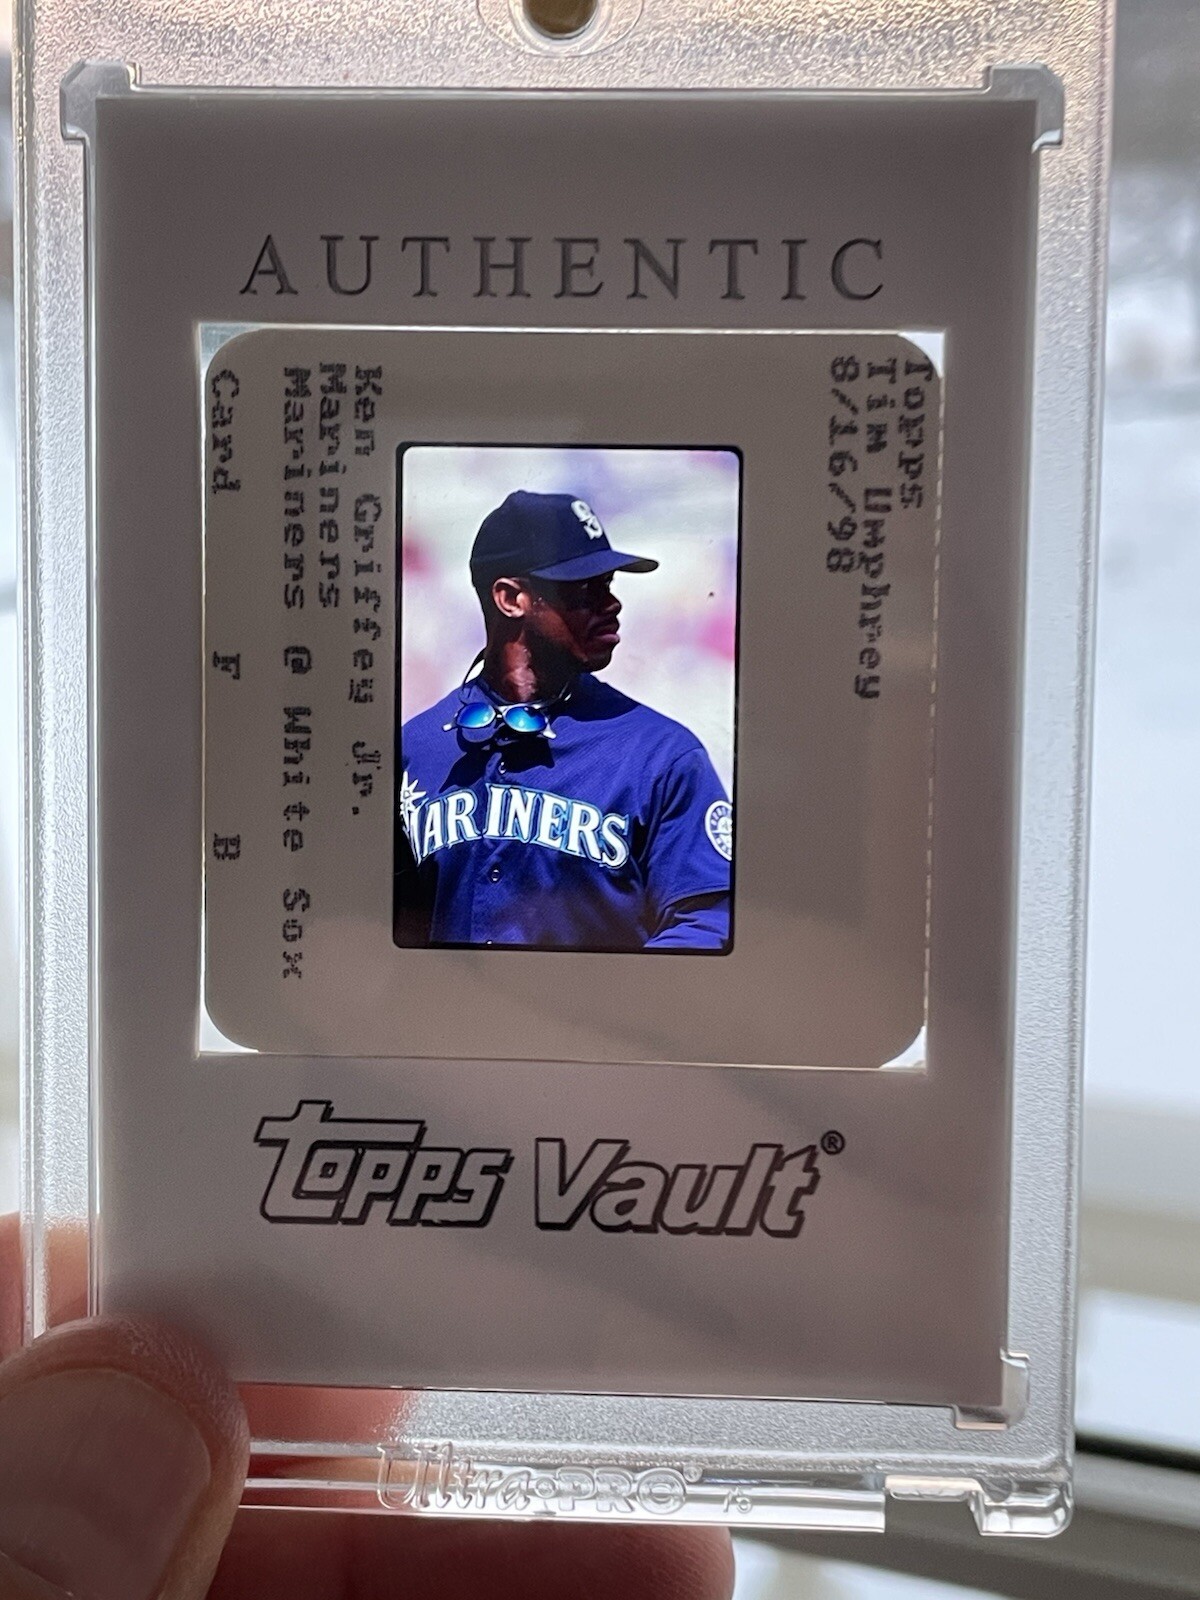 AUTHENTIC
Topps
Tim Umphrey
8/16/98
Ken Griffey Jr.
Mariners
Mariners @ White Sox
Card F B
S
MARINERS
Topps Vault®
Ultra·PRO®